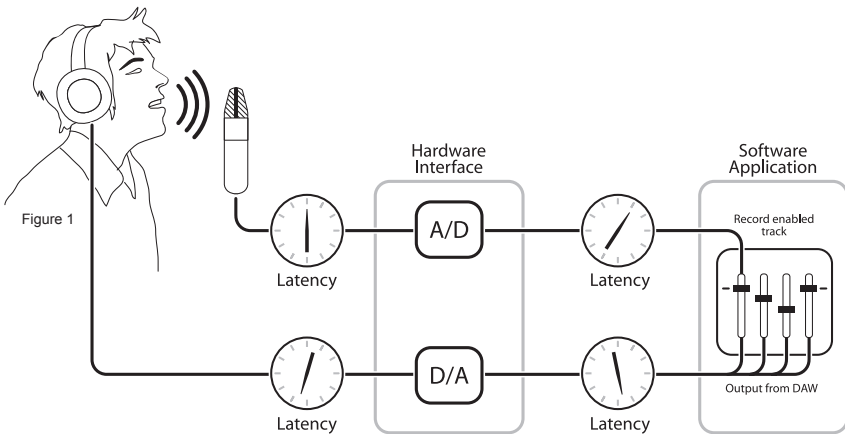 Hardware
Interface
Software
Application
Figure 1
Record enabled
track
A/D
Latency
Latency
D/A
Output from DAW
Latency
Latency